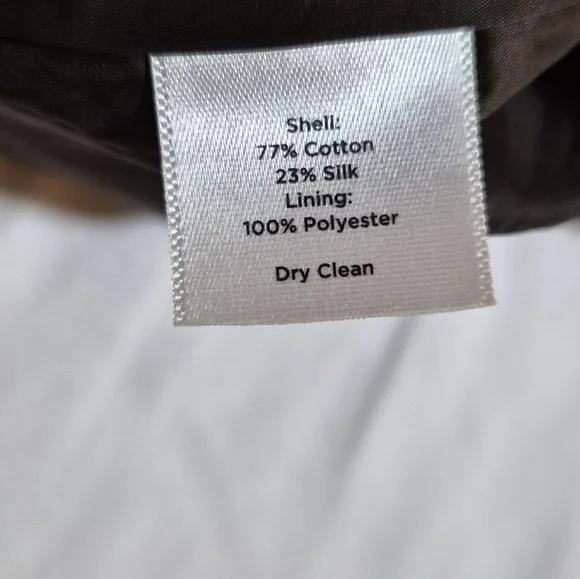 Shell:
77% Cotton
23% Silk
Lining:
100% Polyester
Dry Clean